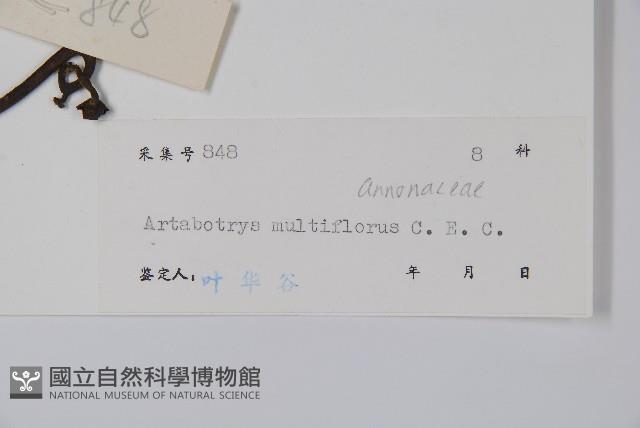 848
采集号 848 8 科
Annonaceae
Artabotrys multiflorus C. E. C.
鉴定人: 叶华谷 年 月 日
國立自然科學博物館
NATIONAL MUSEUM OF NATURAL SCIENCE